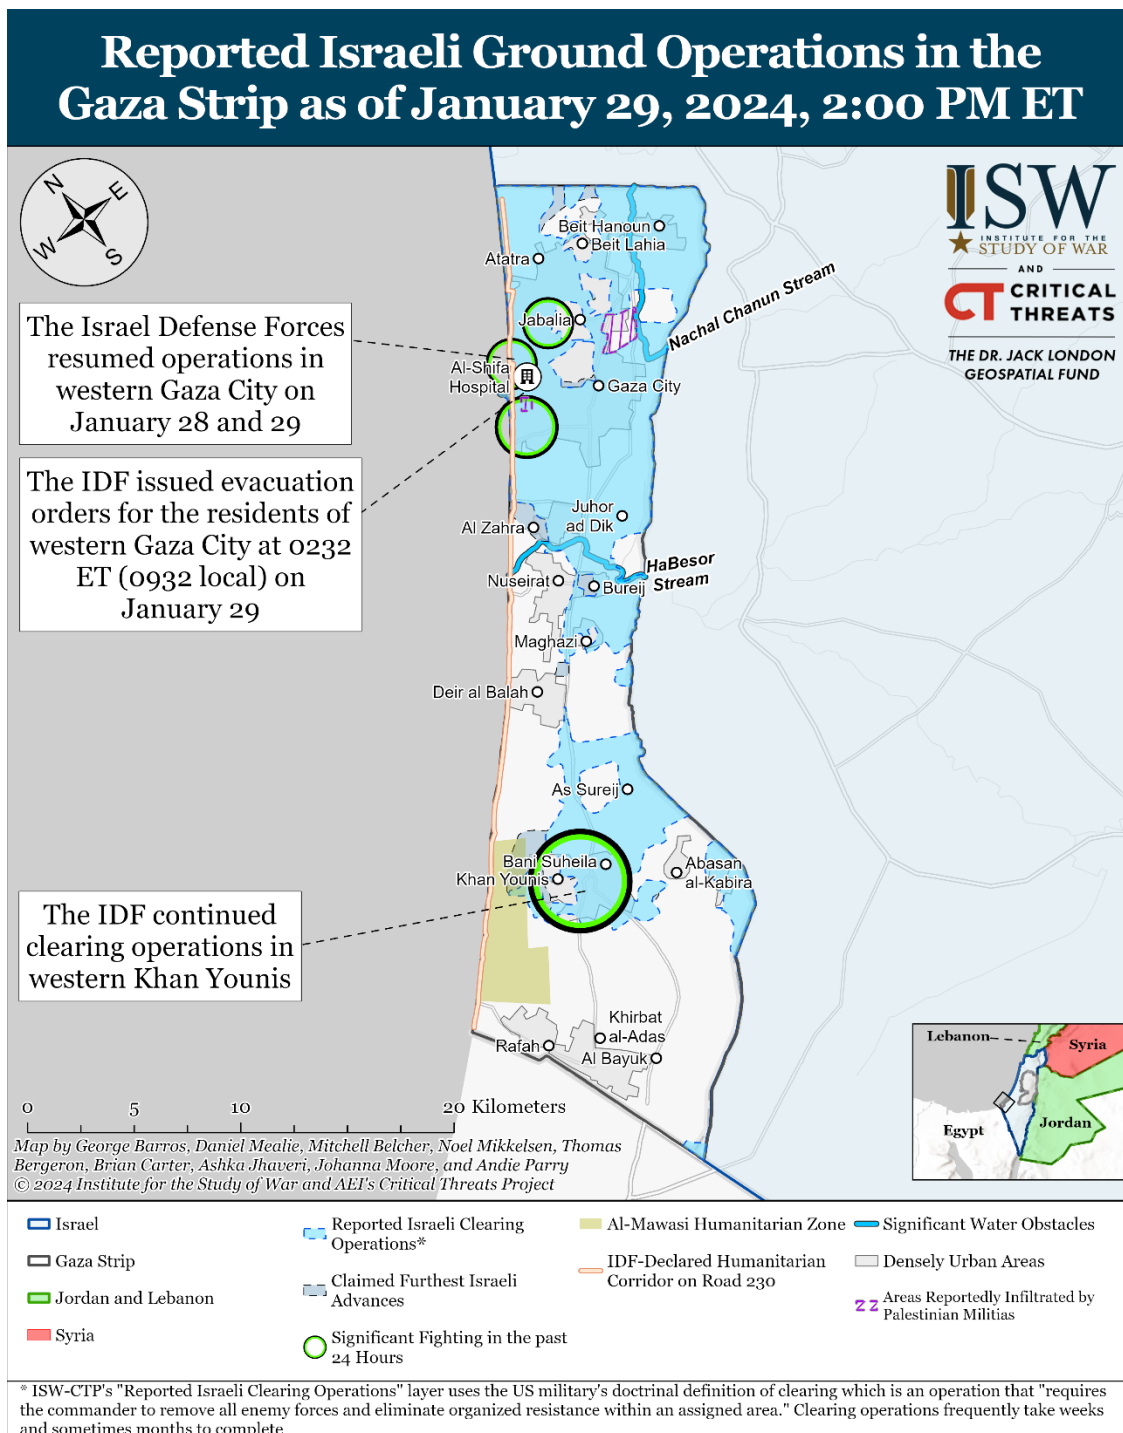 Reported Israeli Ground Operations in the
Gaza Strip as of January 29, 2024, 2:00 PM ET
N
E
W
S
ISW
INSTITUTE FOR THE
STUDY OF WAR
AND
CT CRITICAL
THREATS
THE DR. JACK LONDON
GEOSPATIAL FUND
Beit Hanoun
Beit Lahia
Atatra
Nachal Chanun Stream
The Israel Defense Forces
resumed operations in
western Gaza City on
January 28 and 29
Jabalia
Al-Shifa
Hospital
Gaza City
The IDF issued evacuation
orders for the residents of
western Gaza City at 0232
ET (0932 local) on
January 29
Juhor
ad Dik
Al Zahra
HaBesor
Stream
Nuseirat
Bureij
Maghazi
Deir al Balah
As Sureij
Bani Suheila
Khan Younis
Abasan
al-Kabira
The IDF continued
clearing operations in
western Khan Younis
Khirbat
al-Adas
Rafah
Al Bayuk
Lebanon
Syria
Egypt
Jordan
0 5 10 20 Kilometers
Map by George Barros, Daniel Mealie, Mitchell Belcher, Noel Mikkelsen, Thomas
Bergeron, Brian Carter, Ashka Jhaveri, Johanna Moore, and Andie Parry
© 2024 Institute for the Study of War and AEI's Critical Threats Project
Israel
Gaza Strip
Jordan and Lebanon
Syria
Reported Israeli Clearing
Operations*
Claimed Furthest Israeli
Advances
Significant Fighting in the past
24 Hours
Al-Mawasi Humanitarian Zone
IDF-Declared Humanitarian
Corridor on Road 230
Significant Water Obstacles
Densely Urban Areas
Areas Reportedly Infiltrated by
Palestinian Militias
* ISW-CTP's "Reported Israeli Clearing Operations" layer uses the US military's doctrinal definition of clearing which is an operation that "requires
the commander to remove all enemy forces and eliminate organized resistance within an assigned area." Clearing operations frequently take weeks
and sometimes months to complete